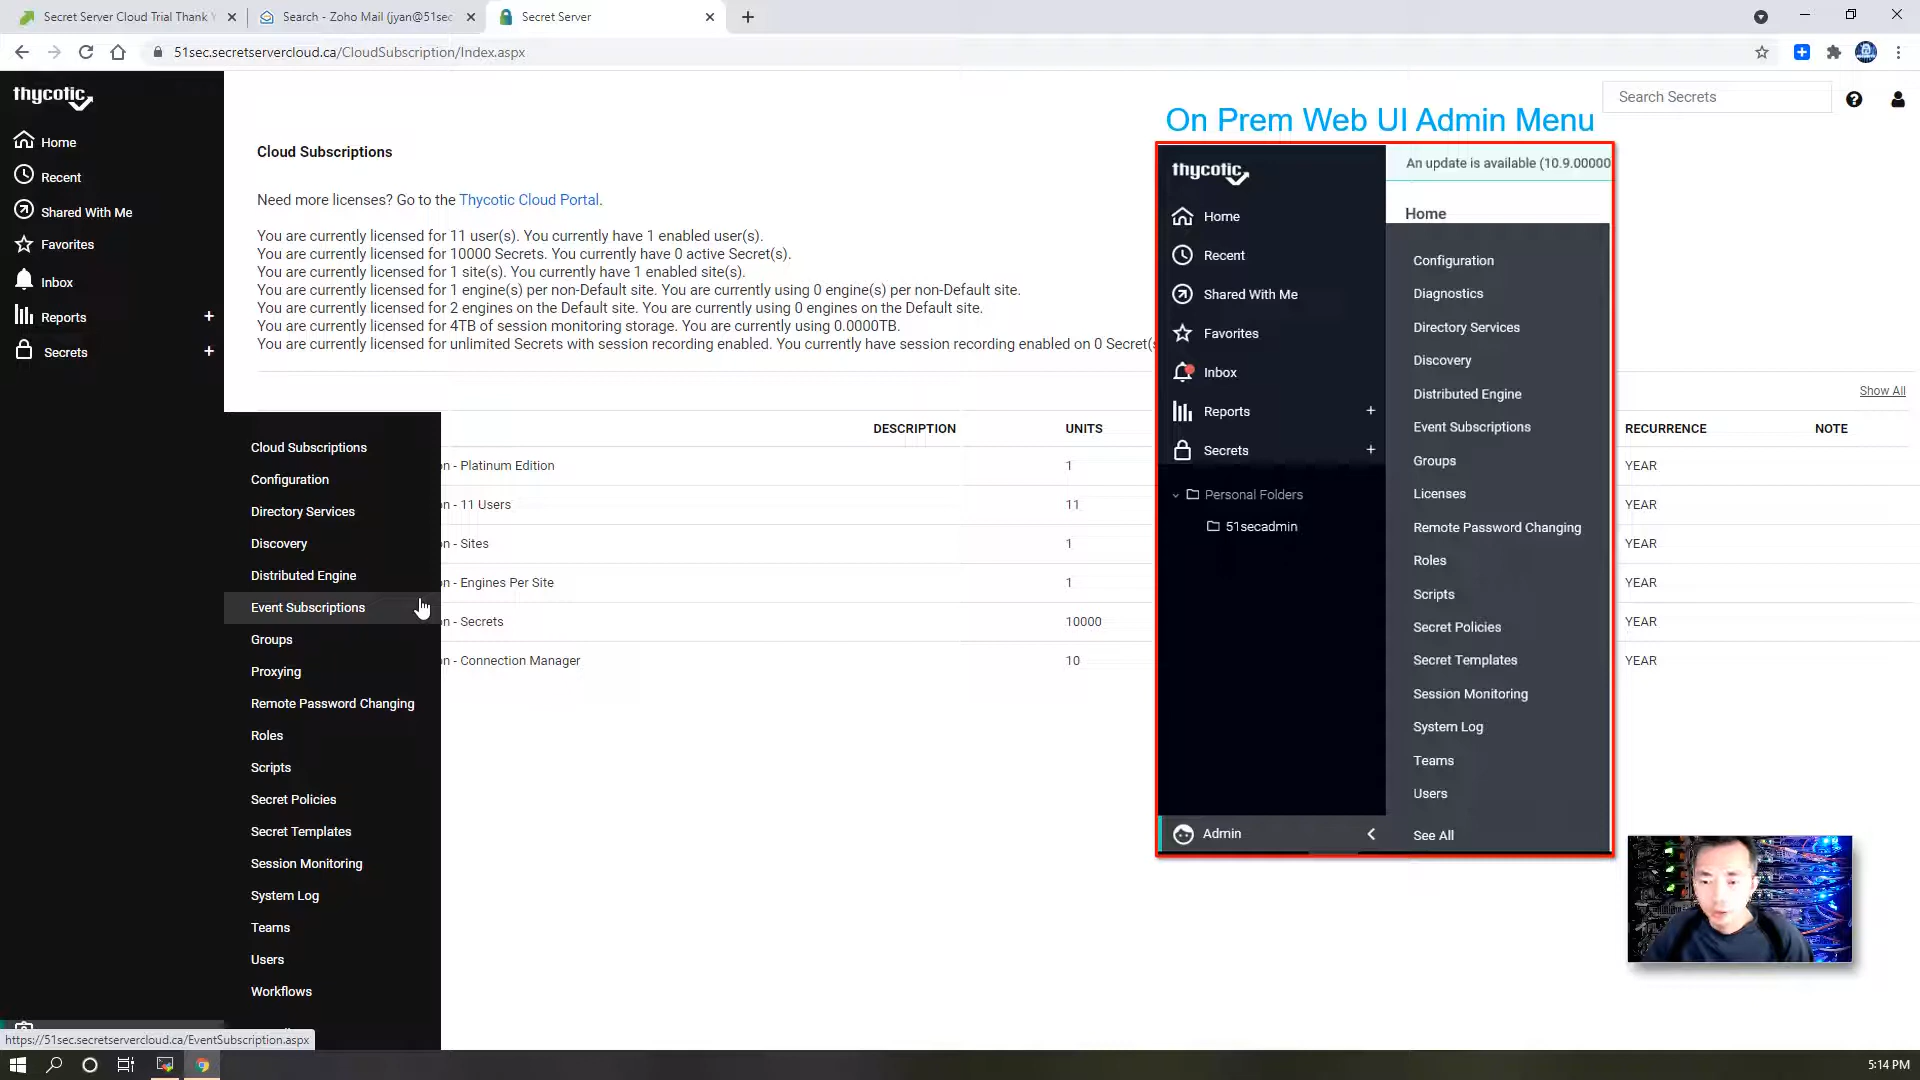 Secret Server Cloud Trial Thank Y
Search - Zoho Mail (jyan@51sec
Secret Server
51sec.secretservercloud.ca/CloudSubscription/Index.aspx
thycotic
Home
Recent
Shared With Me
Favorites
Inbox
Reports +
Secrets +
Search Secrets
Cloud Subscriptions
Need more licenses? Go to the Thycotic Cloud Portal.
You are currently licensed for 11 user(s). You currently have 1 enabled user(s).
You are currently licensed for 10000 Secrets. You currently have 0 active Secret(s).
You are currently licensed for 1 site(s). You currently have 1 enabled site(s).
You are currently licensed for 1 engine(s) per non-Default site. You are currently using 0 engine(s) per non-Default site.
You are currently licensed for 2 engines on the Default site. You are currently using 0 engines on the Default site.
You are currently licensed for 4TB of session monitoring storage. You are currently using 0.0000TB.
You are currently licensed for unlimited Secrets with session recording enabled. You currently have session recording enabled on 0 Secret(s
Show All
DESCRIPTION UNITS RECURRENCE NOTE
on - Platinum Edition 1 YEAR
on - 11 Users 11 YEAR
on - Sites 1 YEAR
on - Engines Per Site 1 YEAR
on - Secrets 10000 YEAR
on - Connection Manager 10 YEAR
Cloud Subscriptions
Configuration
Directory Services
Discovery
Distributed Engine
Event Subscriptions
Groups
Proxying
Remote Password Changing
Roles
Scripts
Secret Policies
Secret Templates
Session Monitoring
System Log
Teams
Users
Workflows
On Prem Web UI Admin Menu
thycotic
An update is available (10.9.00000
Home
Home
Recent
Shared With Me
Favorites
Inbox
Reports +
Secrets +
Personal Folders
51secadmin
Admin
Configuration
Diagnostics
Directory Services
Discovery
Distributed Engine
Event Subscriptions
Groups
Licenses
Remote Password Changing
Roles
Scripts
Secret Policies
Secret Templates
Session Monitoring
System Log
Teams
Users
See All
https://51sec.secretservercloud.ca/EventSubscription.aspx
5:14 PM